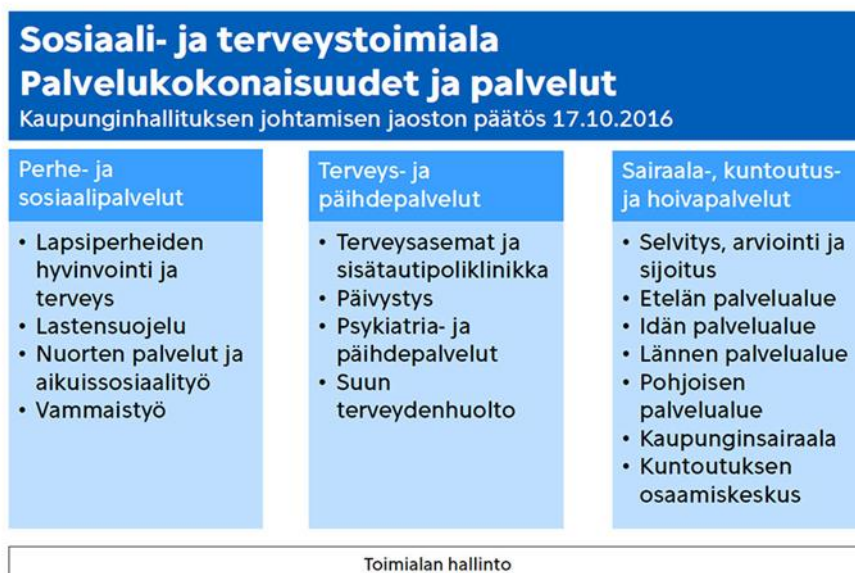 Sosiaali- ja terveystoimiala
Palvelukokonaisuudet ja palvelut
Kaupunginhallituksen johtamisen jaoston päätös 17.10.2016
Perhe- ja
sosiaalipalvelut
• Lapsiperheiden
hyvinvointi ja
terveys
• Lastensuojelu
• Nuorten palvelut ja
aikuissosiaalityö
• Vammaistyö
Terveys- ja
päihdepalvelut
• Terveysasemat ja
sisätautipoliklinikka
• Päivystys
• Psykiatria- ja
päihdepalvelut
• Suun
terveydenhuolto
Sairaala-, kuntoutus-
ja hoivapalvelut
• Selvitys, arviointi ja
sijoitus
• Etelän palvelualue
• Idän palvelualue
• Lännen palvelualue
• Pohjoisen
palvelualue
• Kaupunginsairaala
• Kuntoutuksen
osaamiskeskus
Toimialan hallinto